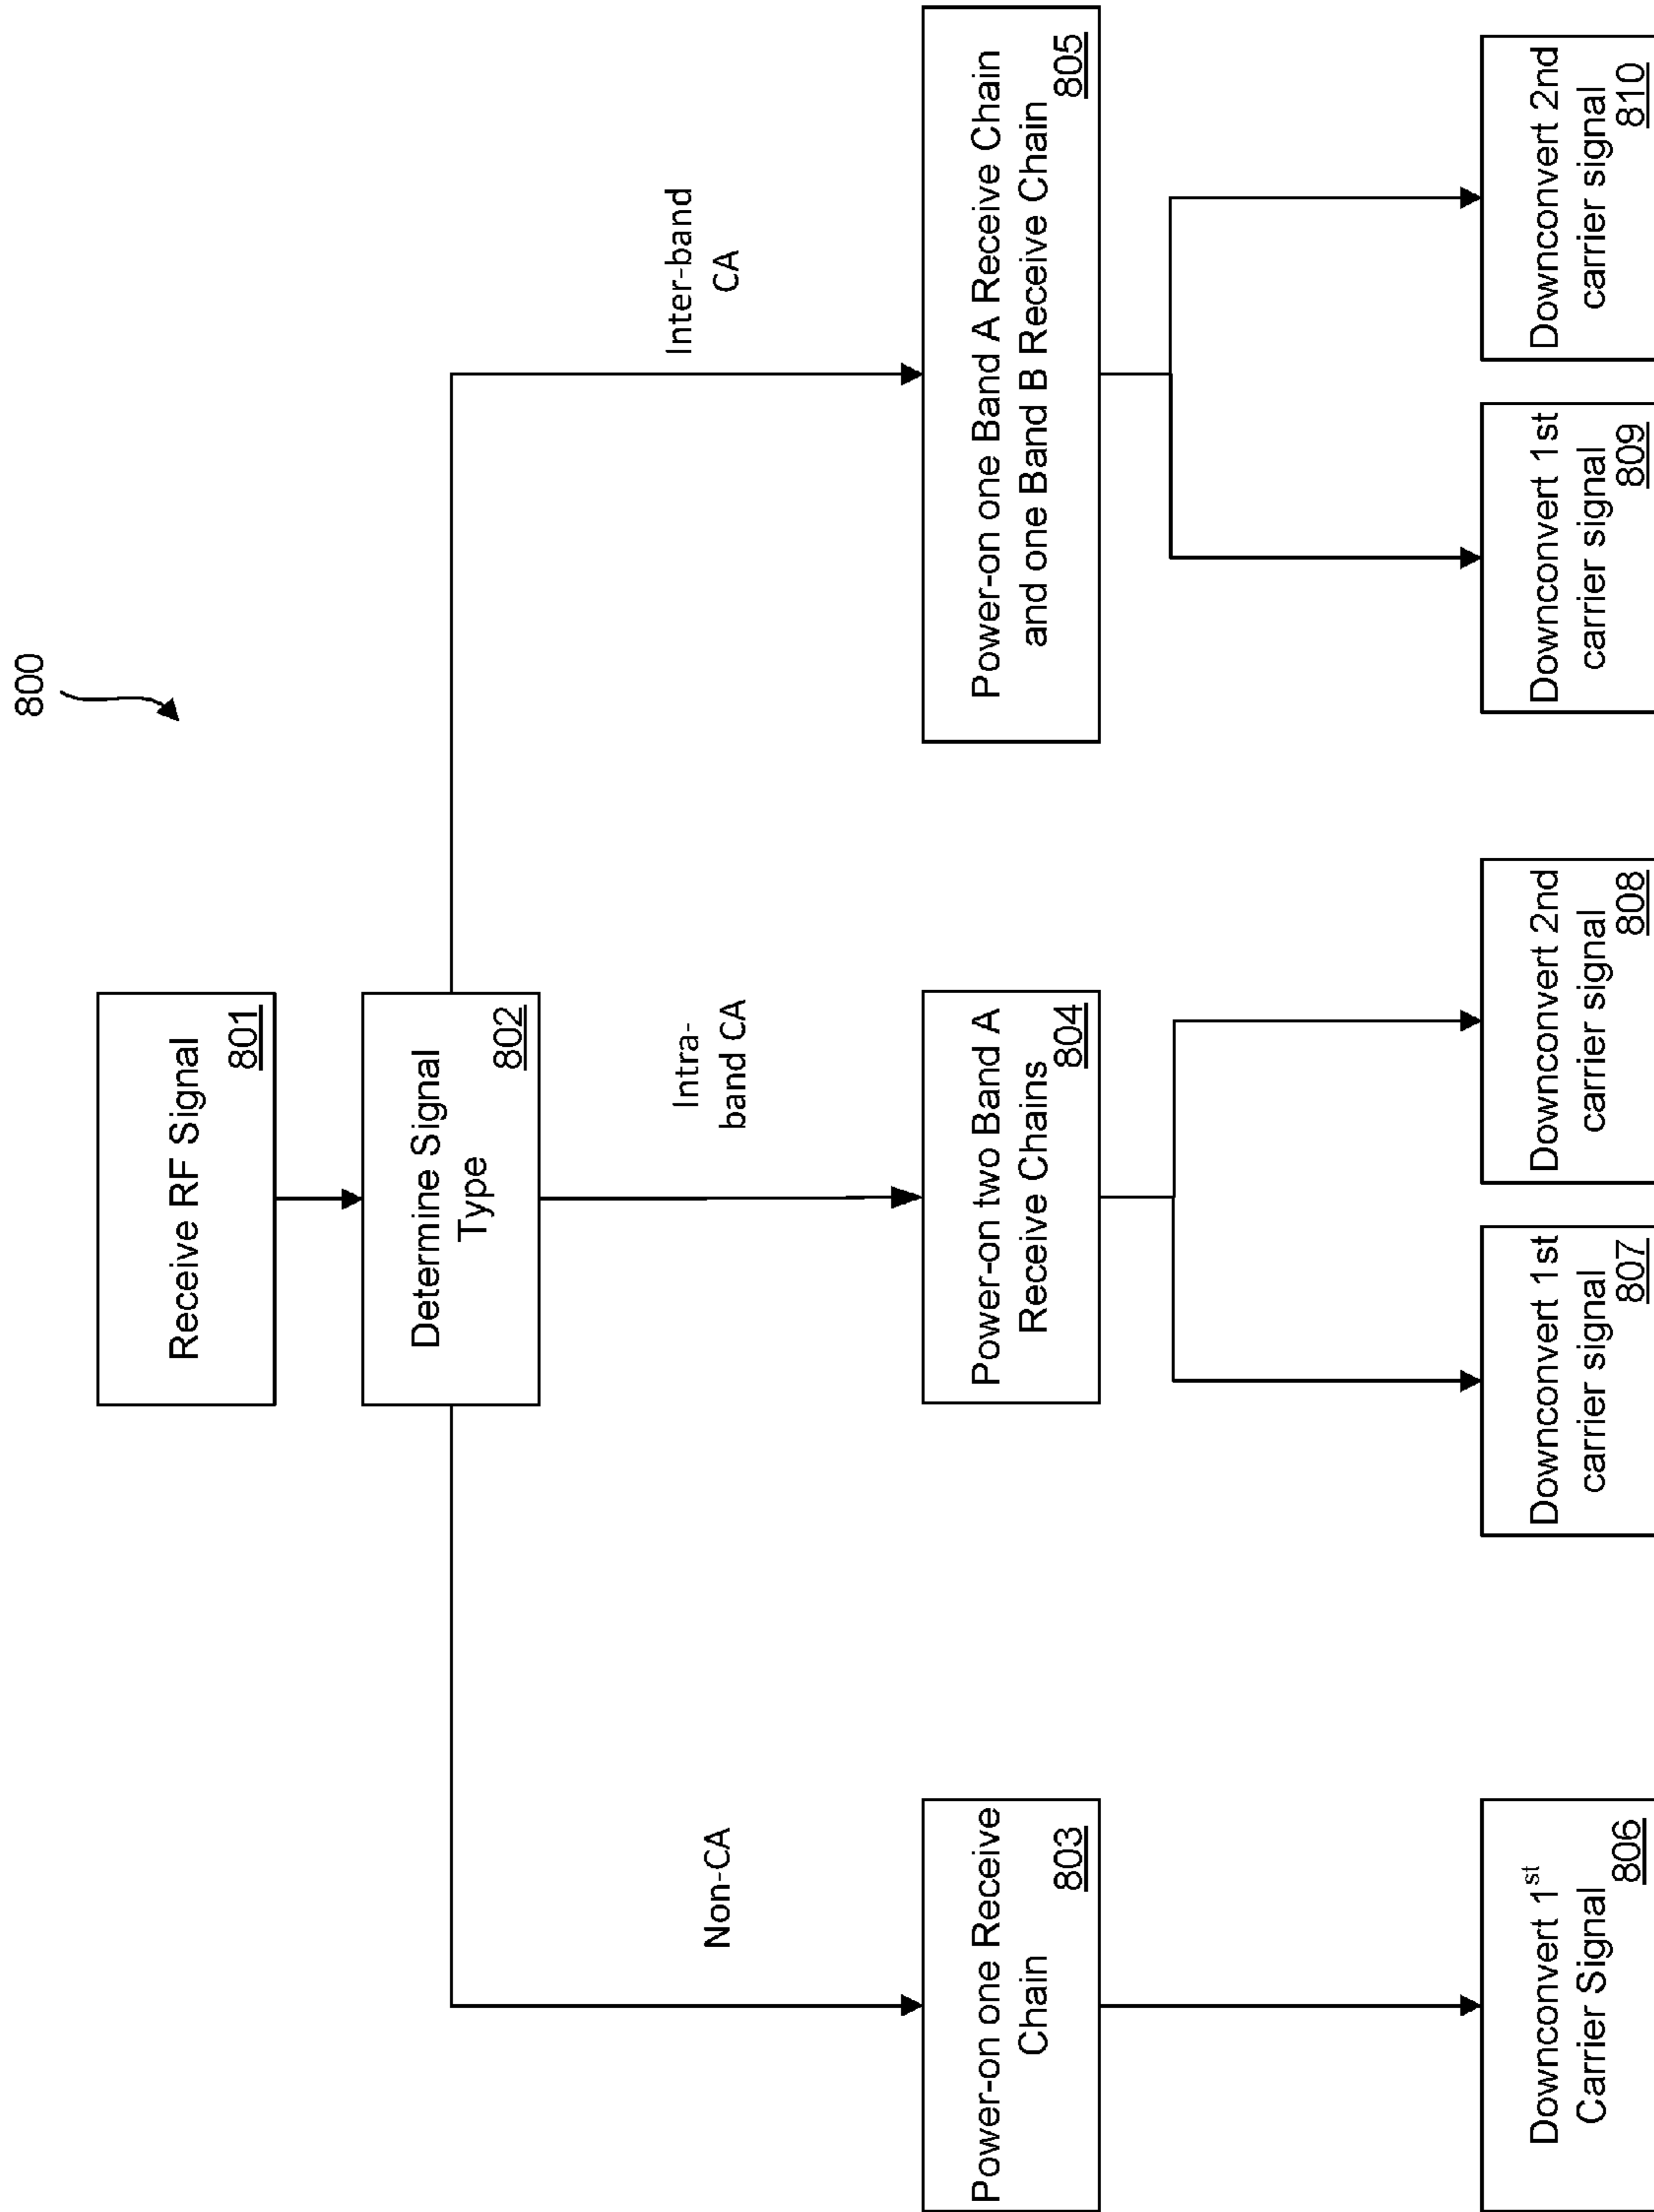 800
Receive RF Signal
801
Determine Signal
Type
802
Non-CA
Intra-
band CA
Inter-band
CA
Power-on one Receive
Chain
803
Power-on two Band A
Receive Chains
804
Power-on one Band A Receive Chain
and one Band B Receive Chain
805
Downconvert 1st
Carrier Signal
806
Downconvert 1st
carrier signal
807
Downconvert 2nd
carrier signal
808
Downconvert 1st
carrier signal
809
Downconvert 2nd
carrier signal
810